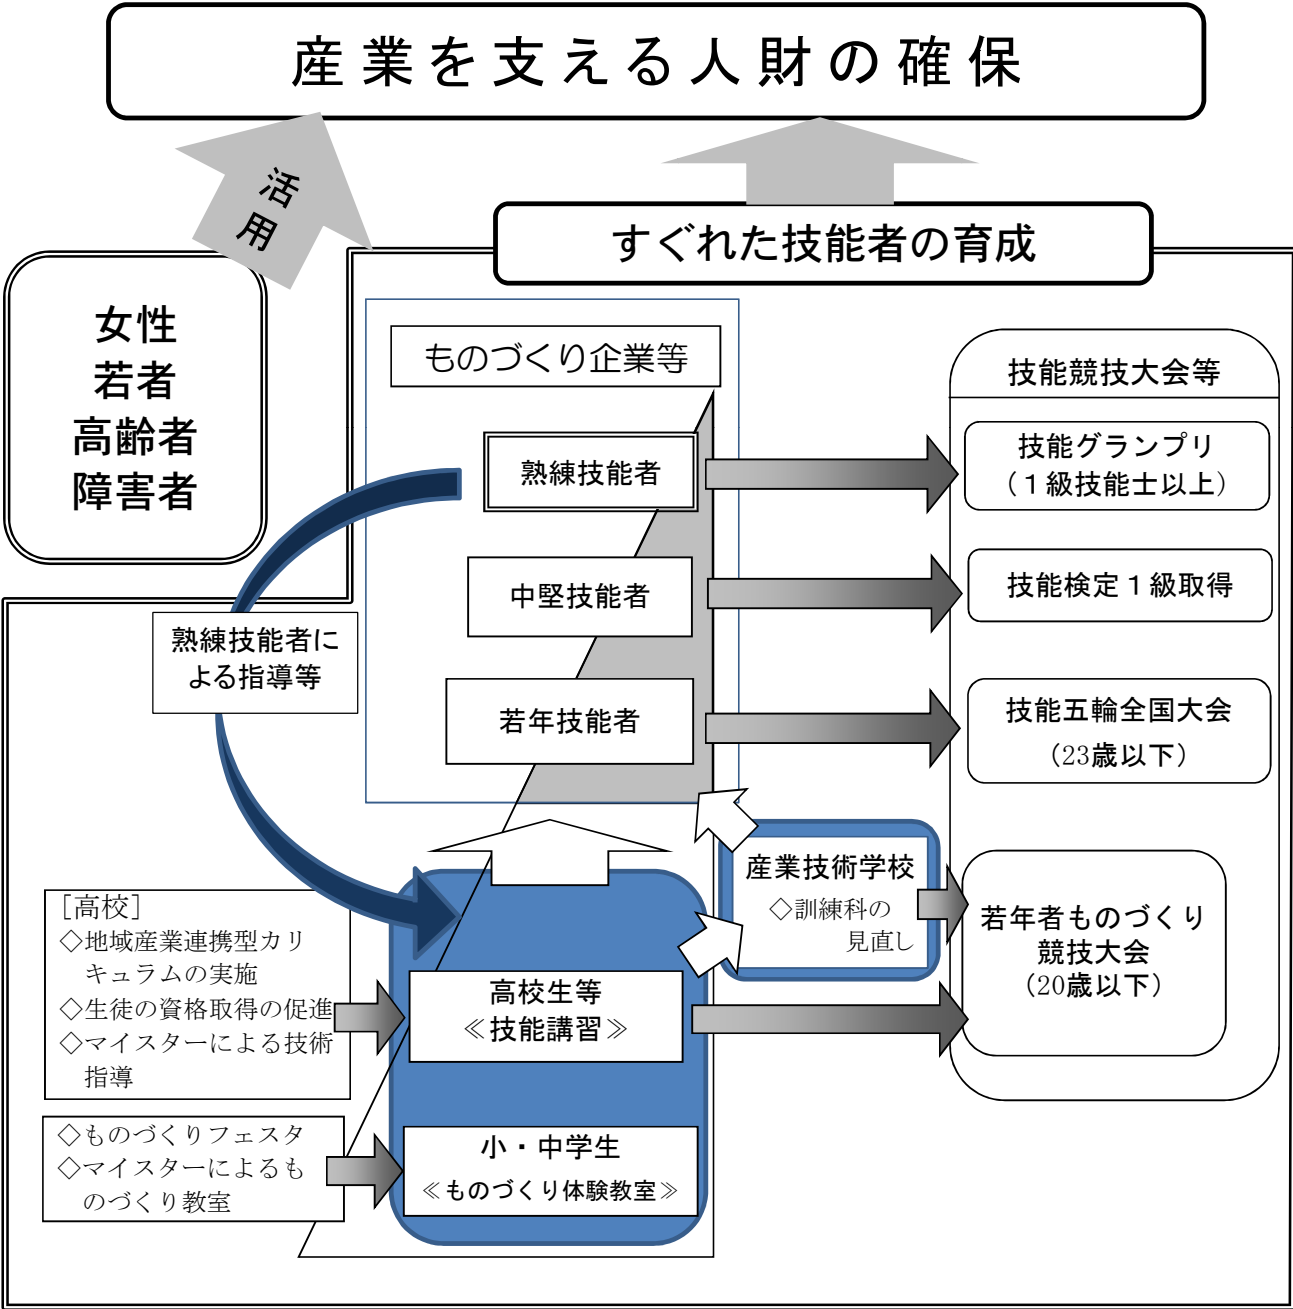 産業を支える人財の確保
活
用
すぐれた技能者の育成
女性
若者
高齢者
障害者
ものづくり企業等
技能競技大会等
熟練技能者
技能グランプリ
（１級技能士以上）
中堅技能者
技能検定１級取得
熟練技能者に
よる指導等
若年技能者
技能五輪全国大会
（23歳以下）
産業技術学校
◇訓練科の
見直し
若年者ものづくり
競技大会
（20歳以下）
［高校］
◇地域産業連携型カリ
キュラムの実施
◇生徒の資格取得の促進
◇マイスターによる技術
指導
高校生等
≪技能講習≫
◇ものづくりフェスタ
◇マイスターによるも
のづくり教室
小・中学生
≪ものづくり体験教室≫